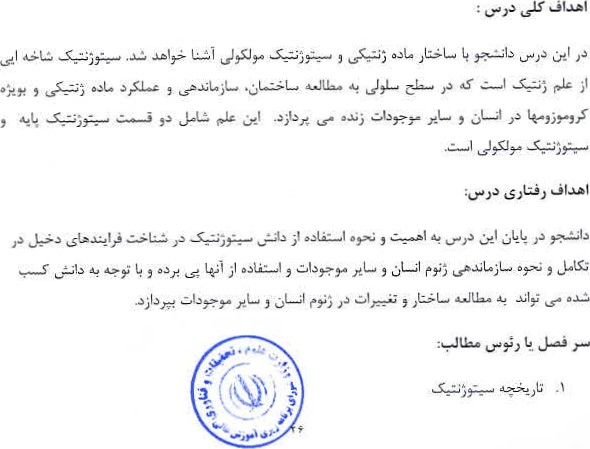 اهداف کلی درس :
در این درس دانشجو با ساختار ماده ژنتیکی و سیتوژنتیک مولکولی آشنا خواهد شد. سیتوژنتیک شاخه ایی
از علم ژنتیک است که در سطح سلولی به مطالعه ساختمان، سازماندهی و عملکرد ماده ژنتیکی و بویژه
کروموزومها در انسان و سایر موجودات زنده می پردازد. این علم شامل دو قسمت سیتوژنتیک پایه و
سیتوژنتیک مولکولی است.
اهداف رفتاری درس:
دانشجو در پایان این درس به اهمیت و نحوه استفاده از دانش سیتوژنتیک در شناخت فرایندهای دخیل در
تکامل و نحوه سازماندهی ژنوم انسان و سایر موجودات و استفاده از آنها پی برده و با توجه به دانش کسب
شده می تواند به مطالعه ساختار و تغییرات در ژنوم انسان و سایر موجودات بپردازد.
سر فصل یا رئوس مطالب:
۱. تاریخچه سیتوژنتیک
وزارت علوم، تحقیقات و فناوری
شورای برنامه ریزی آموزش عالی
۲۶